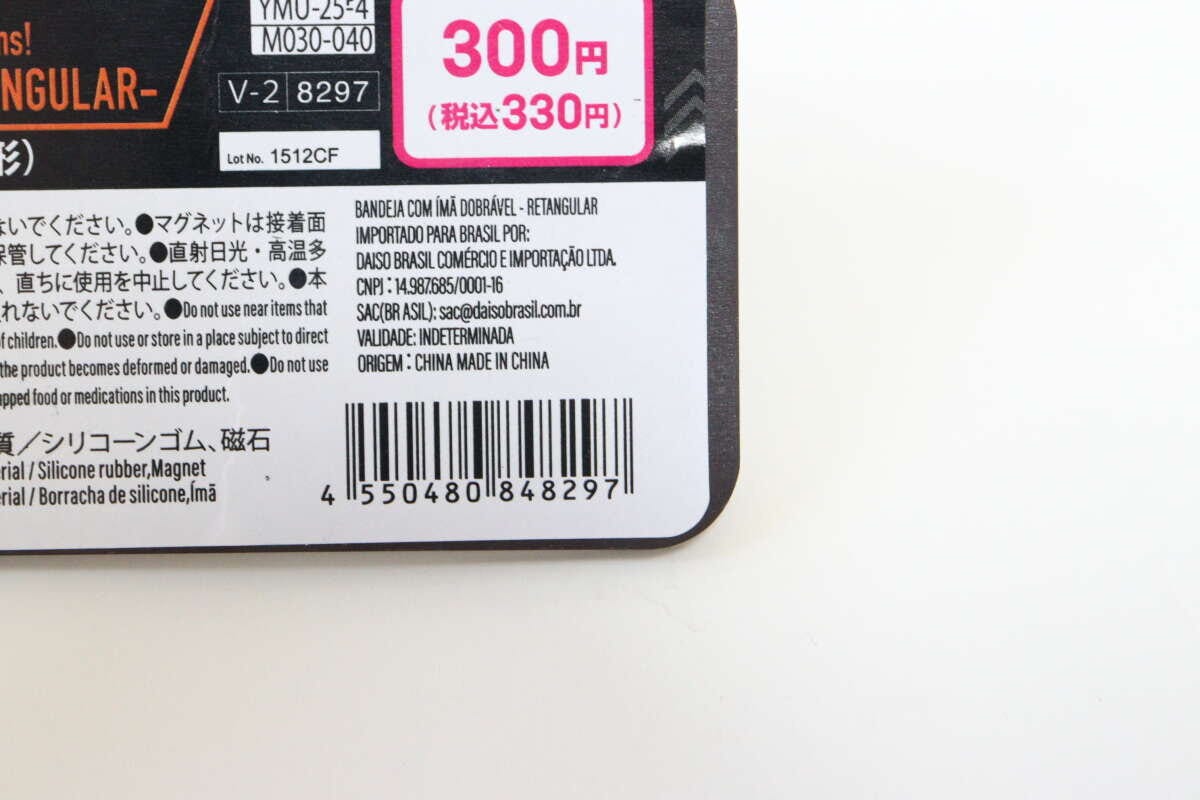 ns!
NGULAR-
形)
YMU-25-4
M030-040
V-2 8297
Lot No. 1512CF
300円
(税込330円)
ないでください。●マグネットは接着面
保管してください。●直射日光・高温多
、直ちに使用を中止してください。●本
れないでください。●Do not use near items that
of children.●Do not use or store in a place subject to direct
the product becomes deformed or damaged.●Do not use
apped food or medications in this product.
質/シリコーンゴム、磁石
erial / Silicone rubber,Magnet
erial / Borracha de silicone,Ímã
BANDEJA COM ÍMÃ DOBRÁVEL - RETANGULAR
IMPORTADO PARA BRASIL POR:
DAISO BRASIL COMÉRCIO E IMPORTAÇÃO LTDA.
CNPJ : 14.987.685/0001-16
SAC(BR ASIL): sac@daisobrasil.com.br
VALIDADE: INDETERMINADA
ORIGEM : CHINA MADE IN CHINA
4 550480 848297